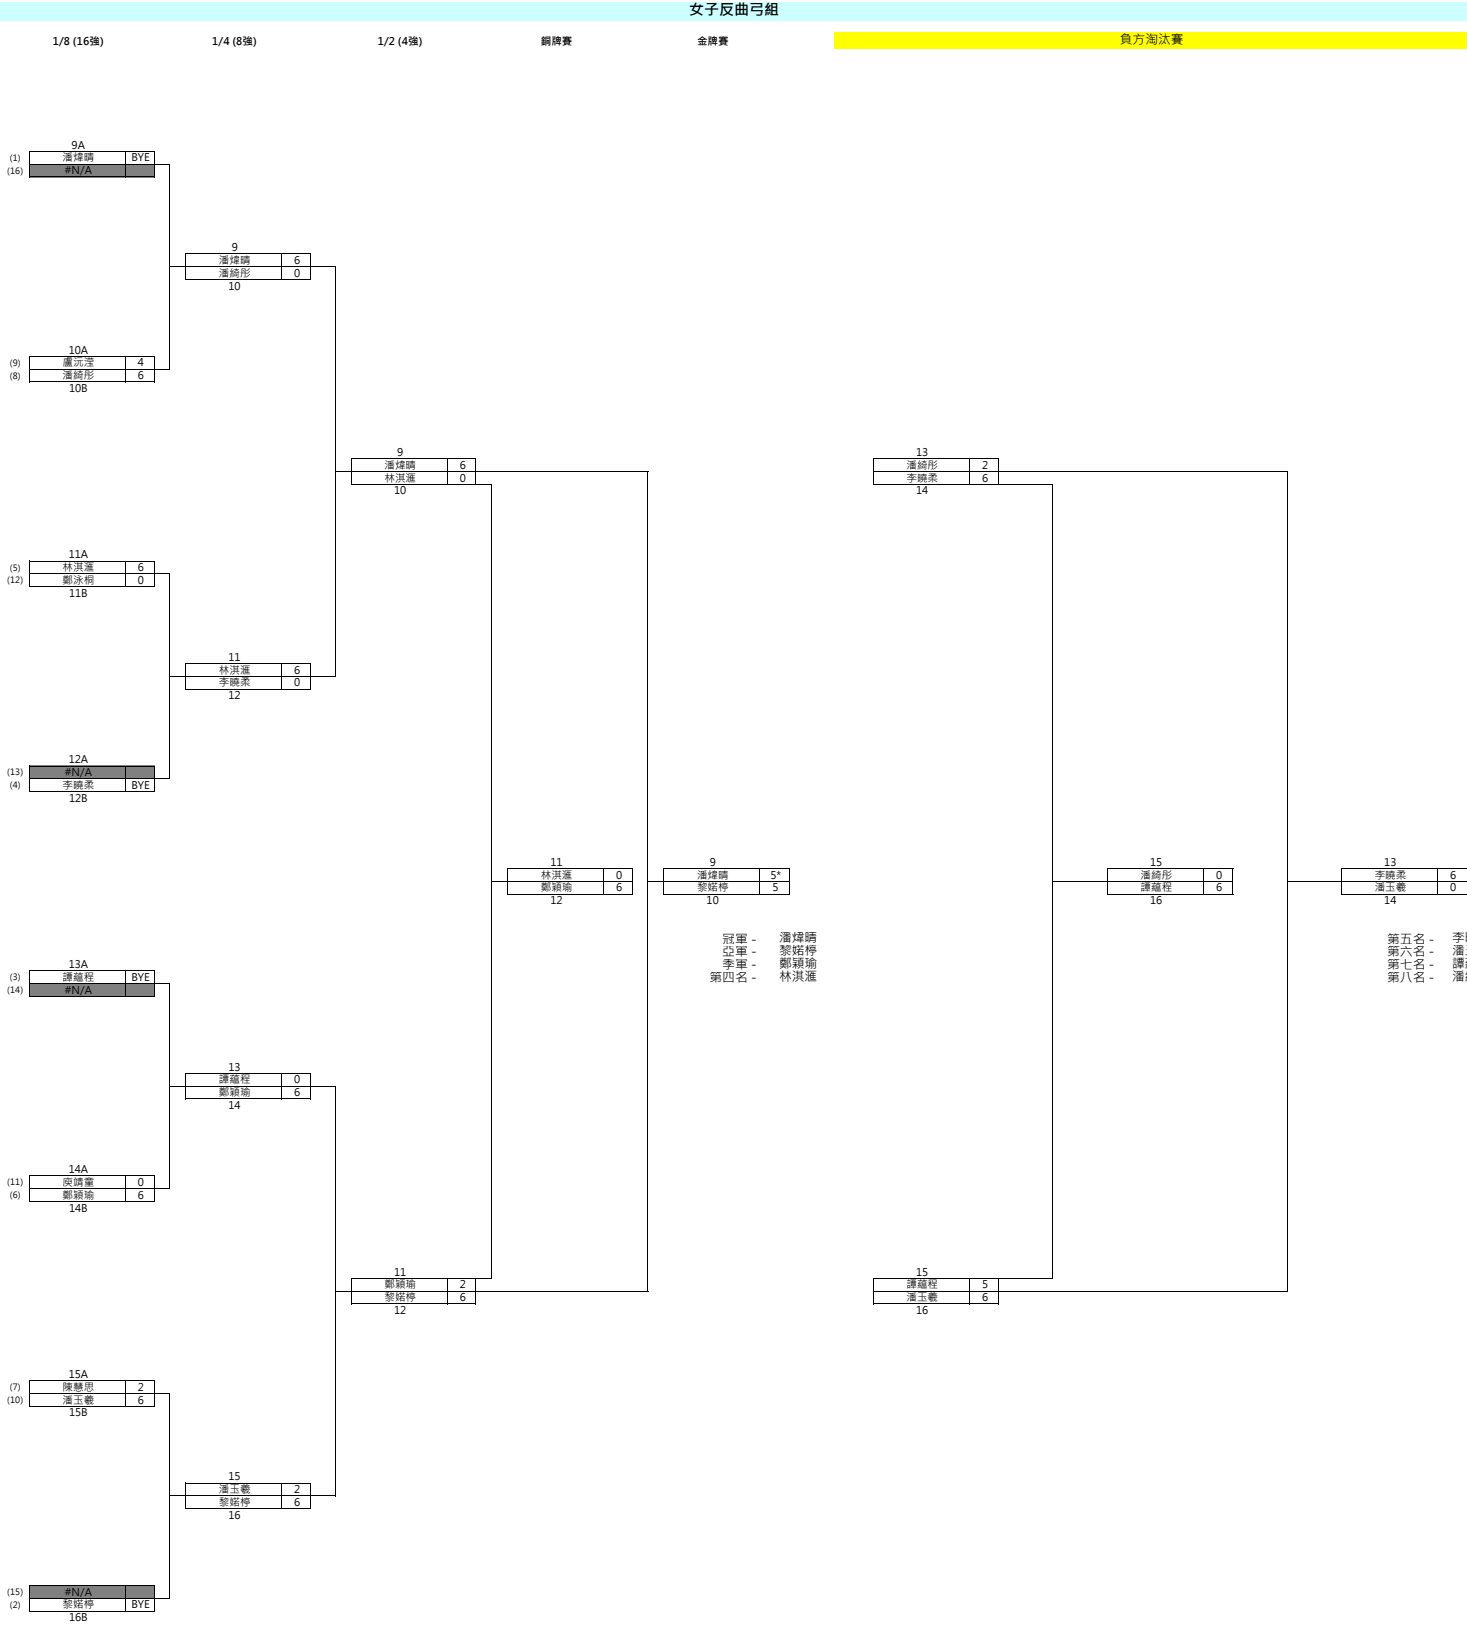 女子反曲弓組
1/8 (16強) 1/4 (8強) 1/2 (4強) 銅牌賽 金牌賽 負方淘汰賽
9A
(1) 潘煒晴 BYE
(16) #N/A
9
潘煒晴 6
潘綺彤 0
10
10A
(9) 盧沅瀅 4
(8) 潘綺彤 6
10B
9
潘煒晴 6
林淇滙 0
10
13
潘綺彤 2
李曉柔 6
14
11A
(5) 林淇滙 6
(12) 鄭泳桐 0
11B
11
林淇滙 6
李曉柔 0
12
12A
(13) #N/A
(4) 李曉柔 BYE
12B
11
林淇滙 0
鄭穎瑜 6
12
9
潘煒晴 5*
黎婼楟 5
10
15
潘綺彤 0
譚蘊程 6
16
13
李曉柔 6
潘玉羲 0
14
冠軍 - 潘煒晴
亞軍 - 黎婼楟
季軍 - 鄭穎瑜
第四名 - 林淇滙
第五名 - 李
第六名 - 潘
第七名 - 譚
第八名 - 潘
13A
(3) 譚蘊程 BYE
(14) #N/A
13
譚蘊程 0
鄭穎瑜 6
14
14A
(11) 庾靖童 0
(6) 鄭穎瑜 6
14B
11
鄭穎瑜 2
黎婼楟 6
12
15
譚蘊程 5
潘玉羲 6
16
15A
(7) 陳慧思 2
(10) 潘玉羲 6
15B
15
潘玉羲 2
黎婼楟 6
16
(15) #N/A
(2) 黎婼楟 BYE
16B